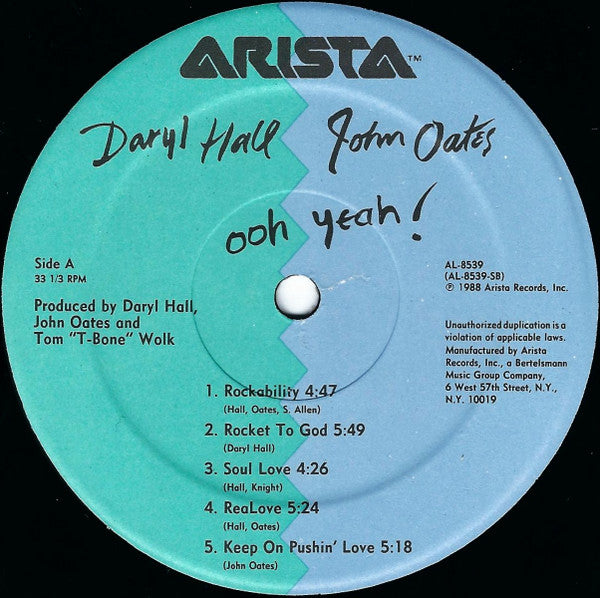 ARISTA™
Daryl Hall John Oates
ooh yeah!
Side A
33 1/3 RPM
Produced by Daryl Hall,
John Oates and
Tom "T-Bone" Wolk
AL-8539
(AL-8539-SB)
℗ 1988 Arista Records, Inc.
Unauthorized duplication is a
violation of applicable laws.
Manufactured by Arista
Records, Inc., a Bertelsmann
Music Group Company,
6 West 57th Street, N.Y.,
N.Y. 10019
1. Rockability 4:47
(Hall, Oates, S. Allen)
2. Rocket To God 5:49
(Daryl Hall)
3. Soul Love 4:26
(Hall, Knight)
4. ReaLove 5:24
(Hall, Oates)
5. Keep On Pushin' Love 5:18
(John Oates)